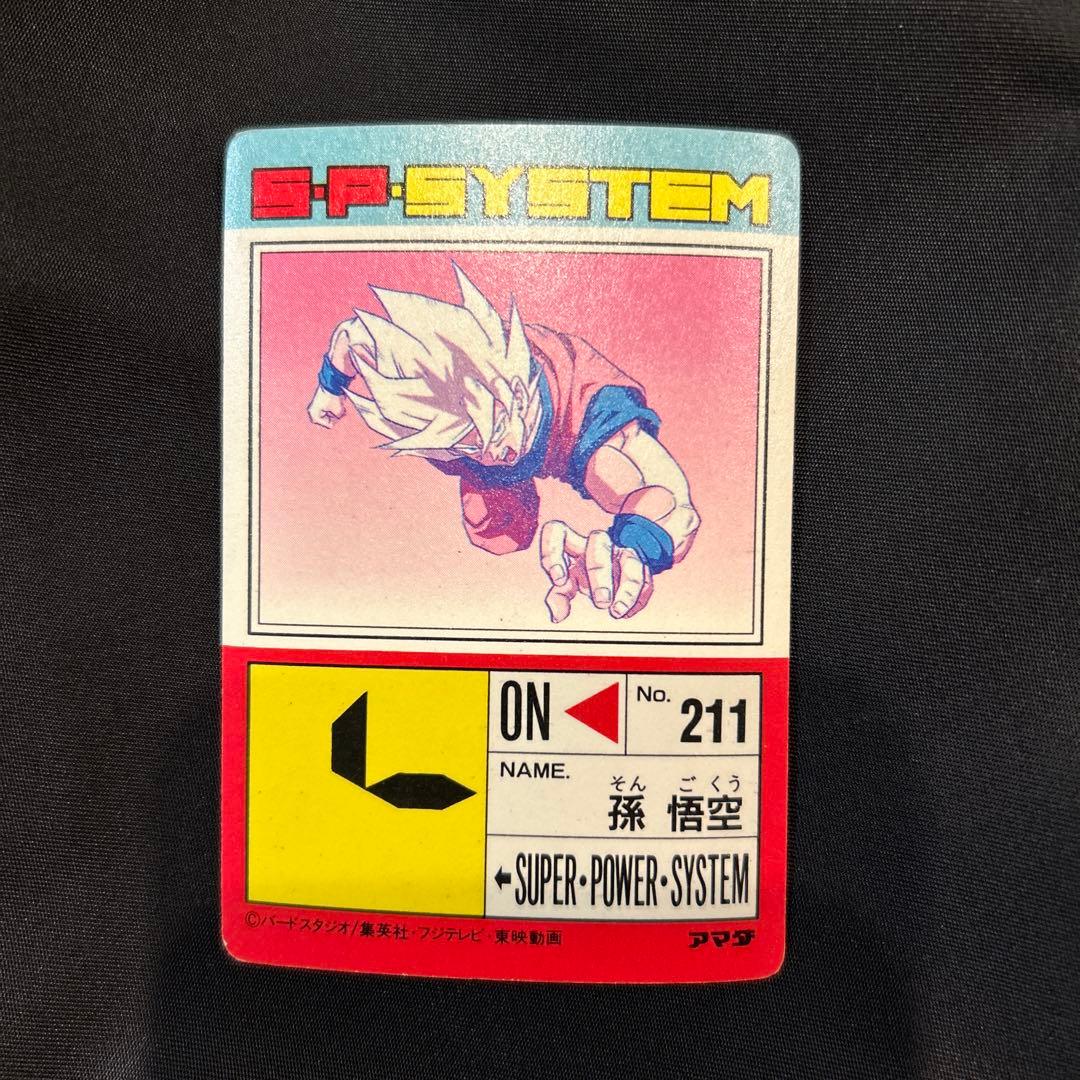 S・P・SYSTEM
ON No. 211
NAME.
そん ご くう
孫 悟空
←SUPER・POWER・SYSTEM
©バードスタジオ/集英社・フジテレビ・東映動画
アマダ